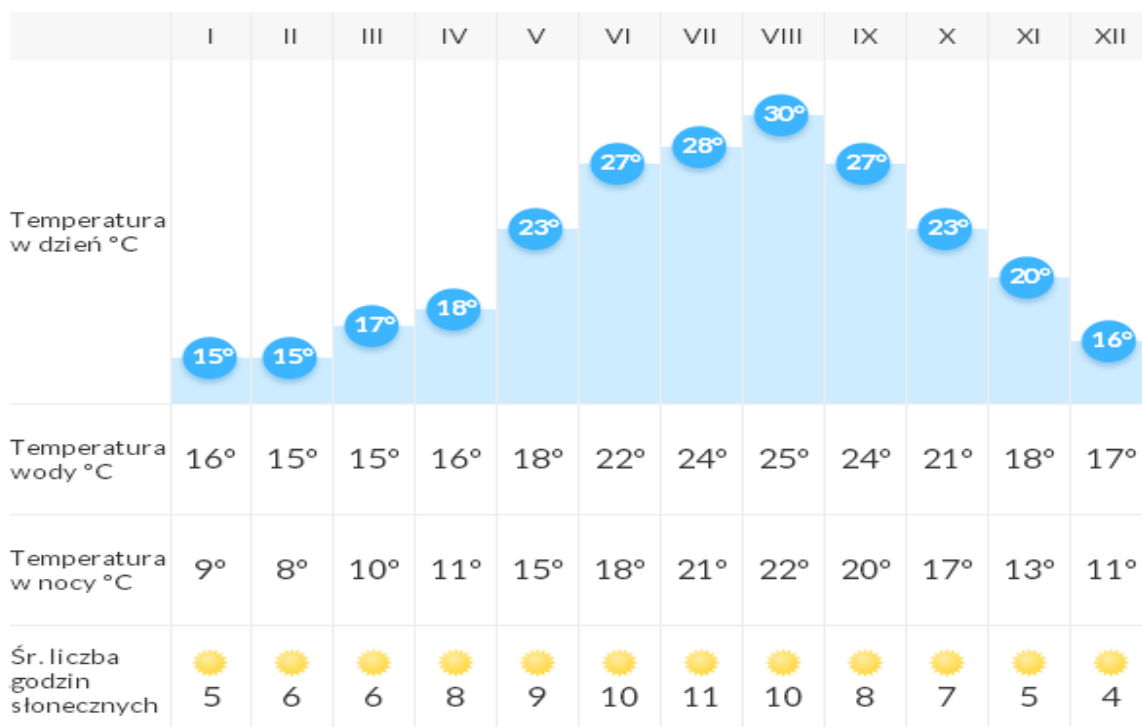 I II III IV V VI VII VIII IX X XI XII
Temperatura
w dzień °C
15° 15° 17° 18° 23° 27° 28° 30° 27° 23° 20° 16°
Temperatura
wody °C
16° 15° 15° 16° 18° 22° 24° 25° 24° 21° 18° 17°
Temperatura
w nocy °C
9° 8° 10° 11° 15° 18° 21° 22° 20° 17° 13° 11°
Śr. liczba
godzin
słonecznych
5 6 6 8 9 10 11 10 8 7 5 4